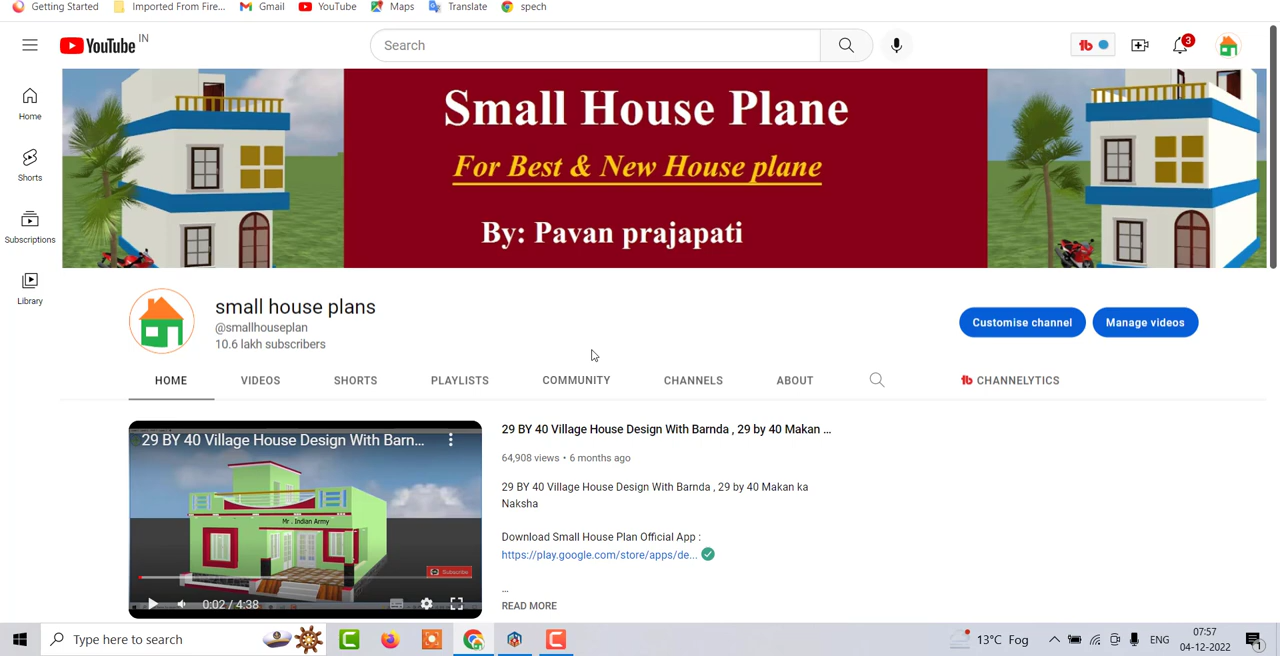 Getting Started Imported From Fire... Gmail YouTube Maps Translate spech
YouTube IN
Search
tb
3
Home
Shorts
Subscriptions
Library
Small House Plane
For Best & New House plane
By: Pavan prajapati
small house plans
@smallhouseplan
10.6 lakh subscribers
Customise channel
Manage videos
HOME VIDEOS SHORTS PLAYLISTS COMMUNITY CHANNELS ABOUT tb CHANNELYTICS
29 BY 40 Village House Design With Barn...
Mr . Indian Army
Subscribe
0:02 / 4:38
29 BY 40 Village House Design With Barnda , 29 by 40 Makan ...
64,908 views • 6 months ago
29 BY 40 Village House Design With Barnda , 29 by 40 Makan ka
Naksha
Download Small House Plan Official App :
https://play.google.com/store/apps/de...
...
READ MORE
Type here to search
13°C Fog
ENG
07:57
04-12-2022
1